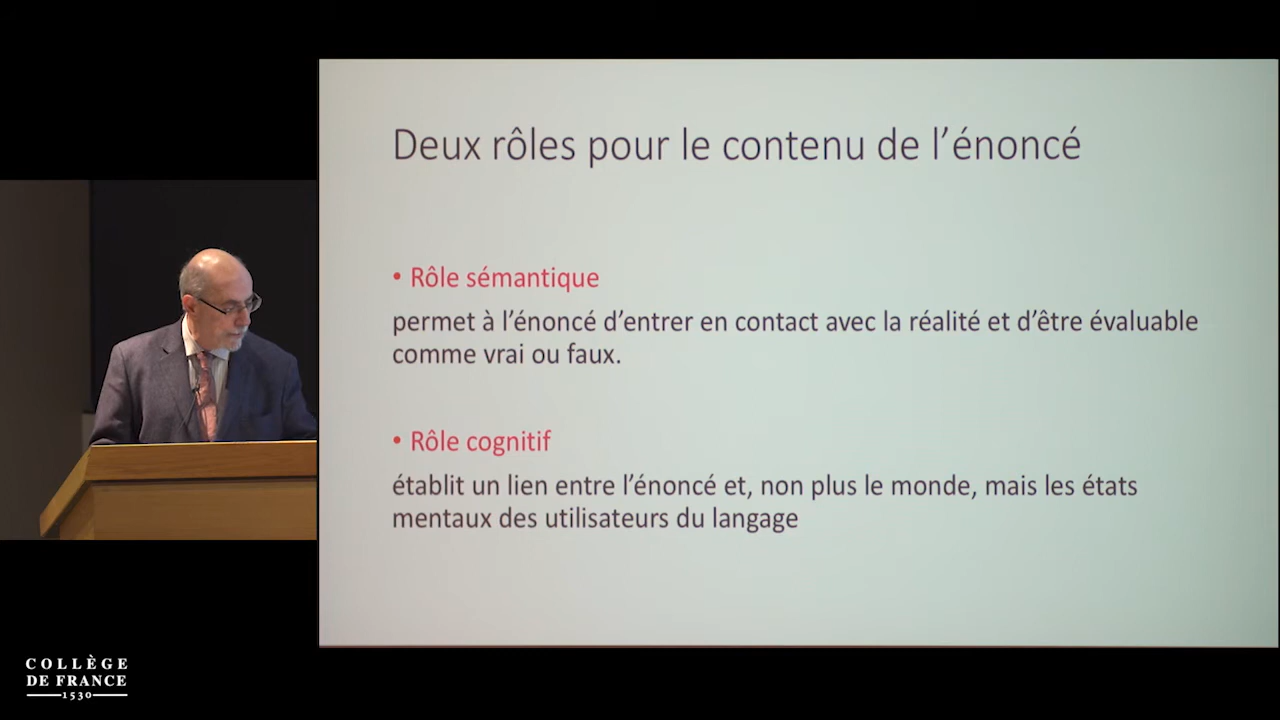 Deux rôles pour le contenu de l’énoncé
• Rôle sémantique
permet à l’énoncé d’entrer en contact avec la réalité et d’être évaluable
comme vrai ou faux.
• Rôle cognitif
établit un lien entre l’énoncé et, non plus le monde, mais les états
mentaux des utilisateurs du langage
COLLÈGE
DE FRANCE
1530